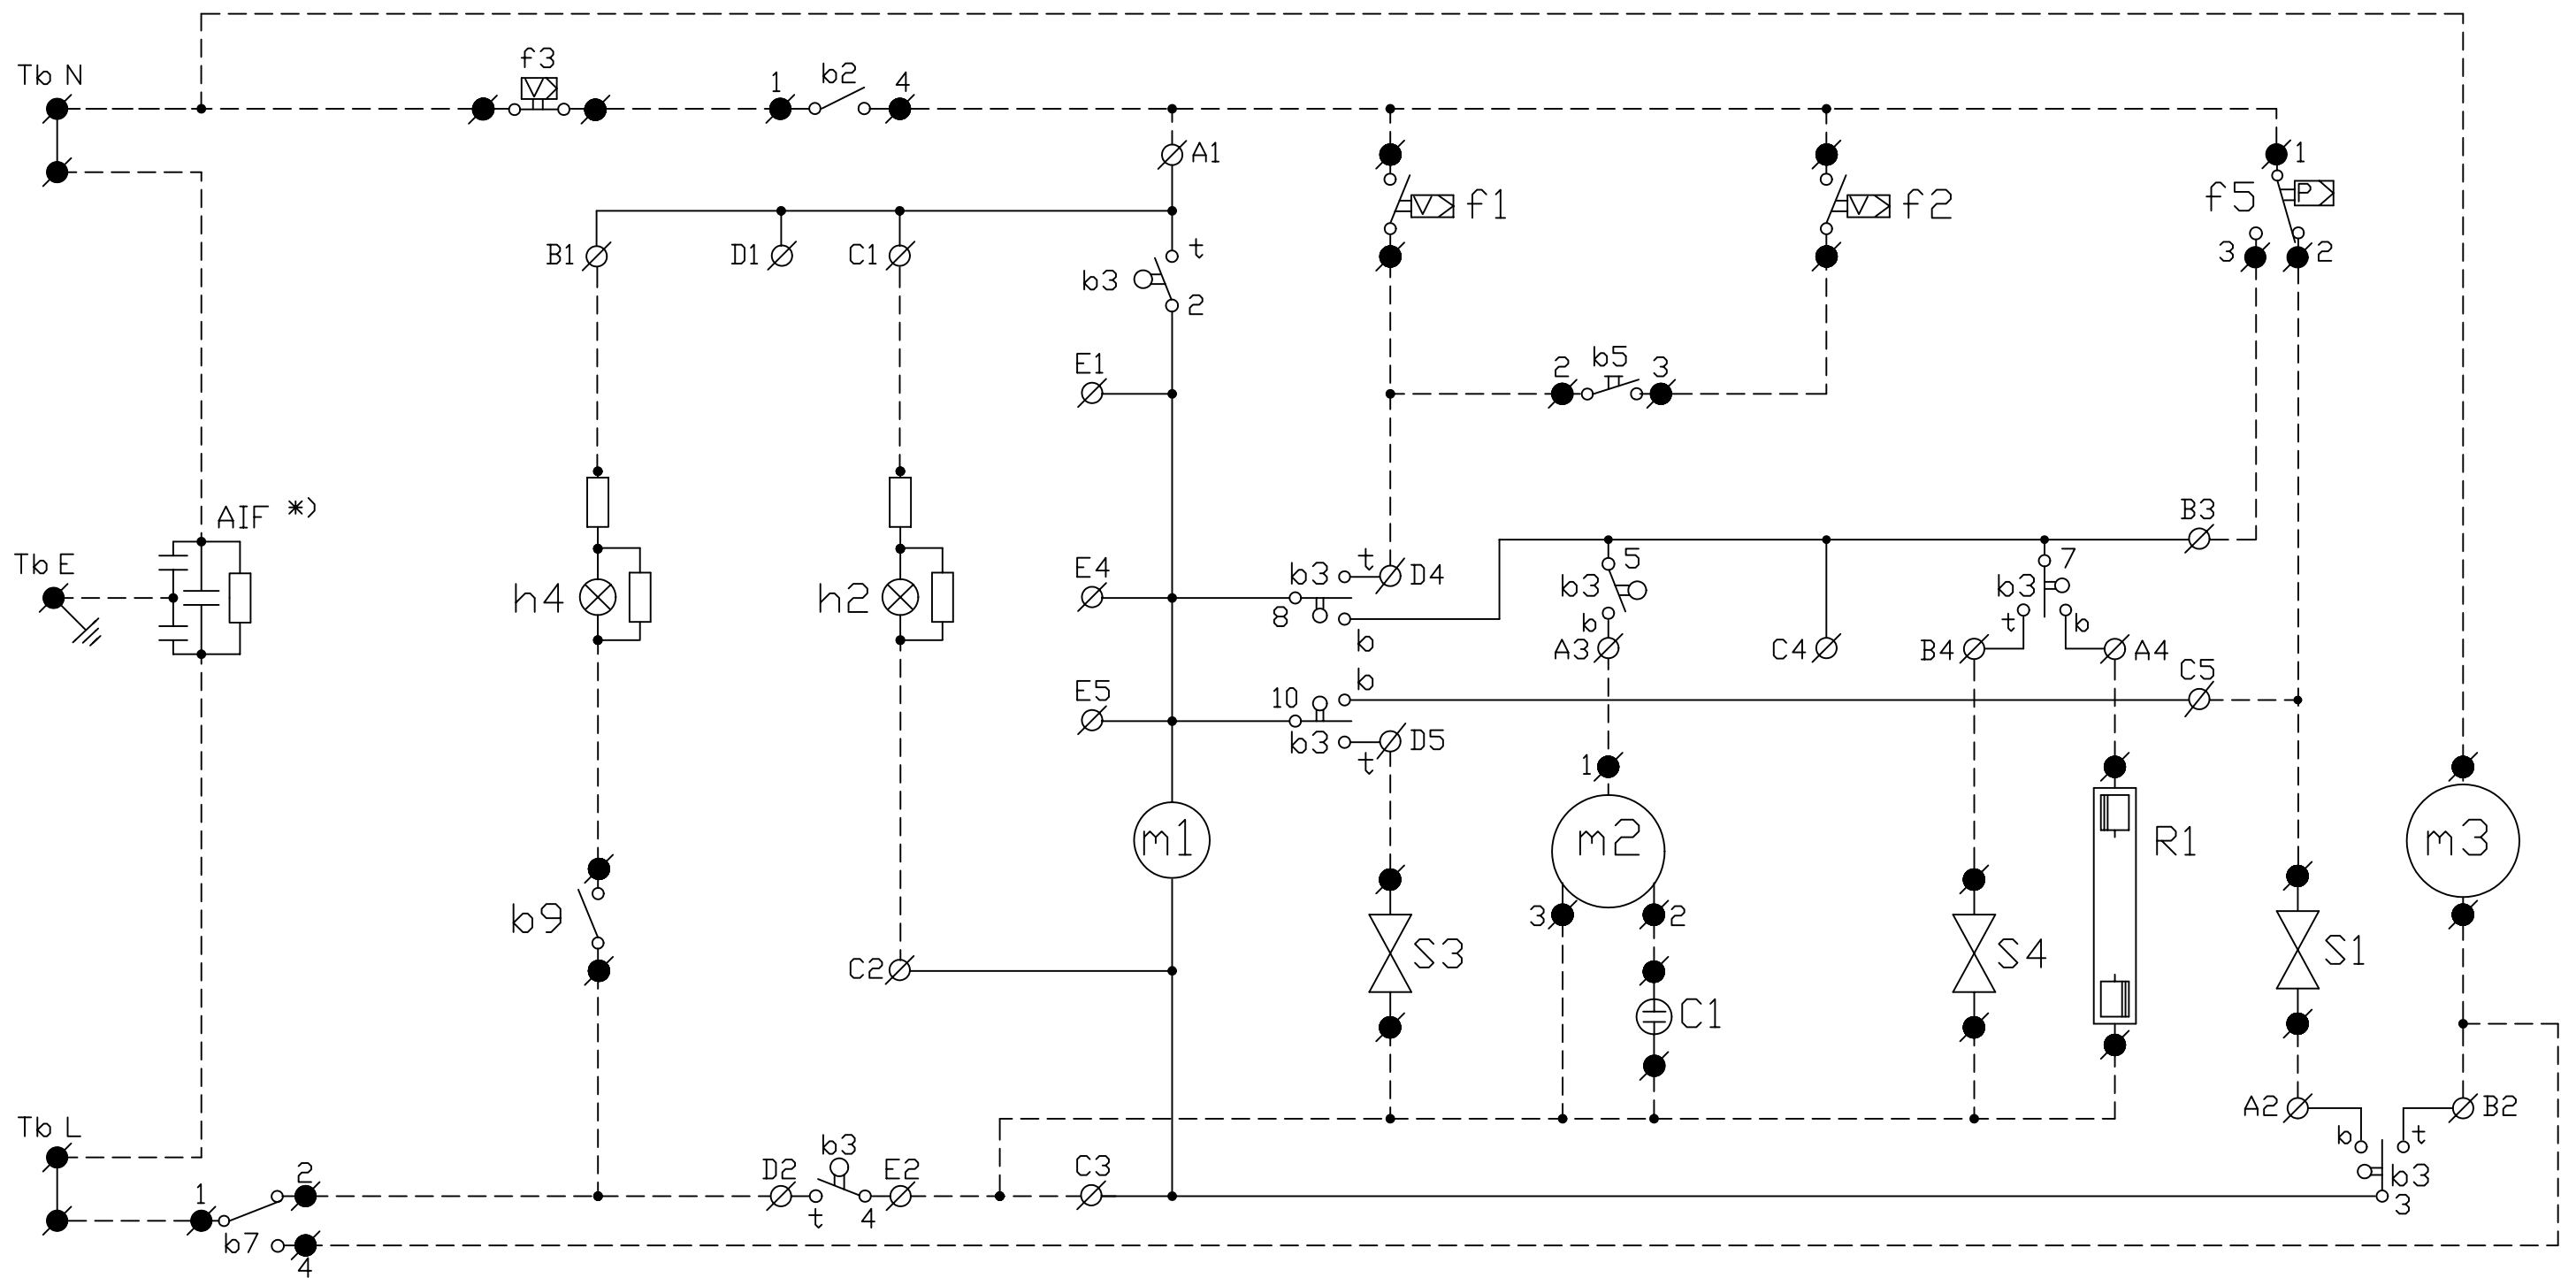 Tb N
f3
1 b2 4
A1
f1
f2
1
P
f5
3 2
B1 D1 C1
t
b3
2
E1
2 b5 3
AIF *)
Tb E
h4
h2
E4
b3 t D4
8
b
B3
5
b3
b
A3
C4
7
b3
t b
B4 A4
C5
E5
10 b
b3 D5
t
1
m1
m2
R1
m3
b9
3 2
S3
S4
S1
C2
C1
Tb L
A2 B2
b t
b3
3
1 2
b7
4
D2 b3 E2
t 4
C3